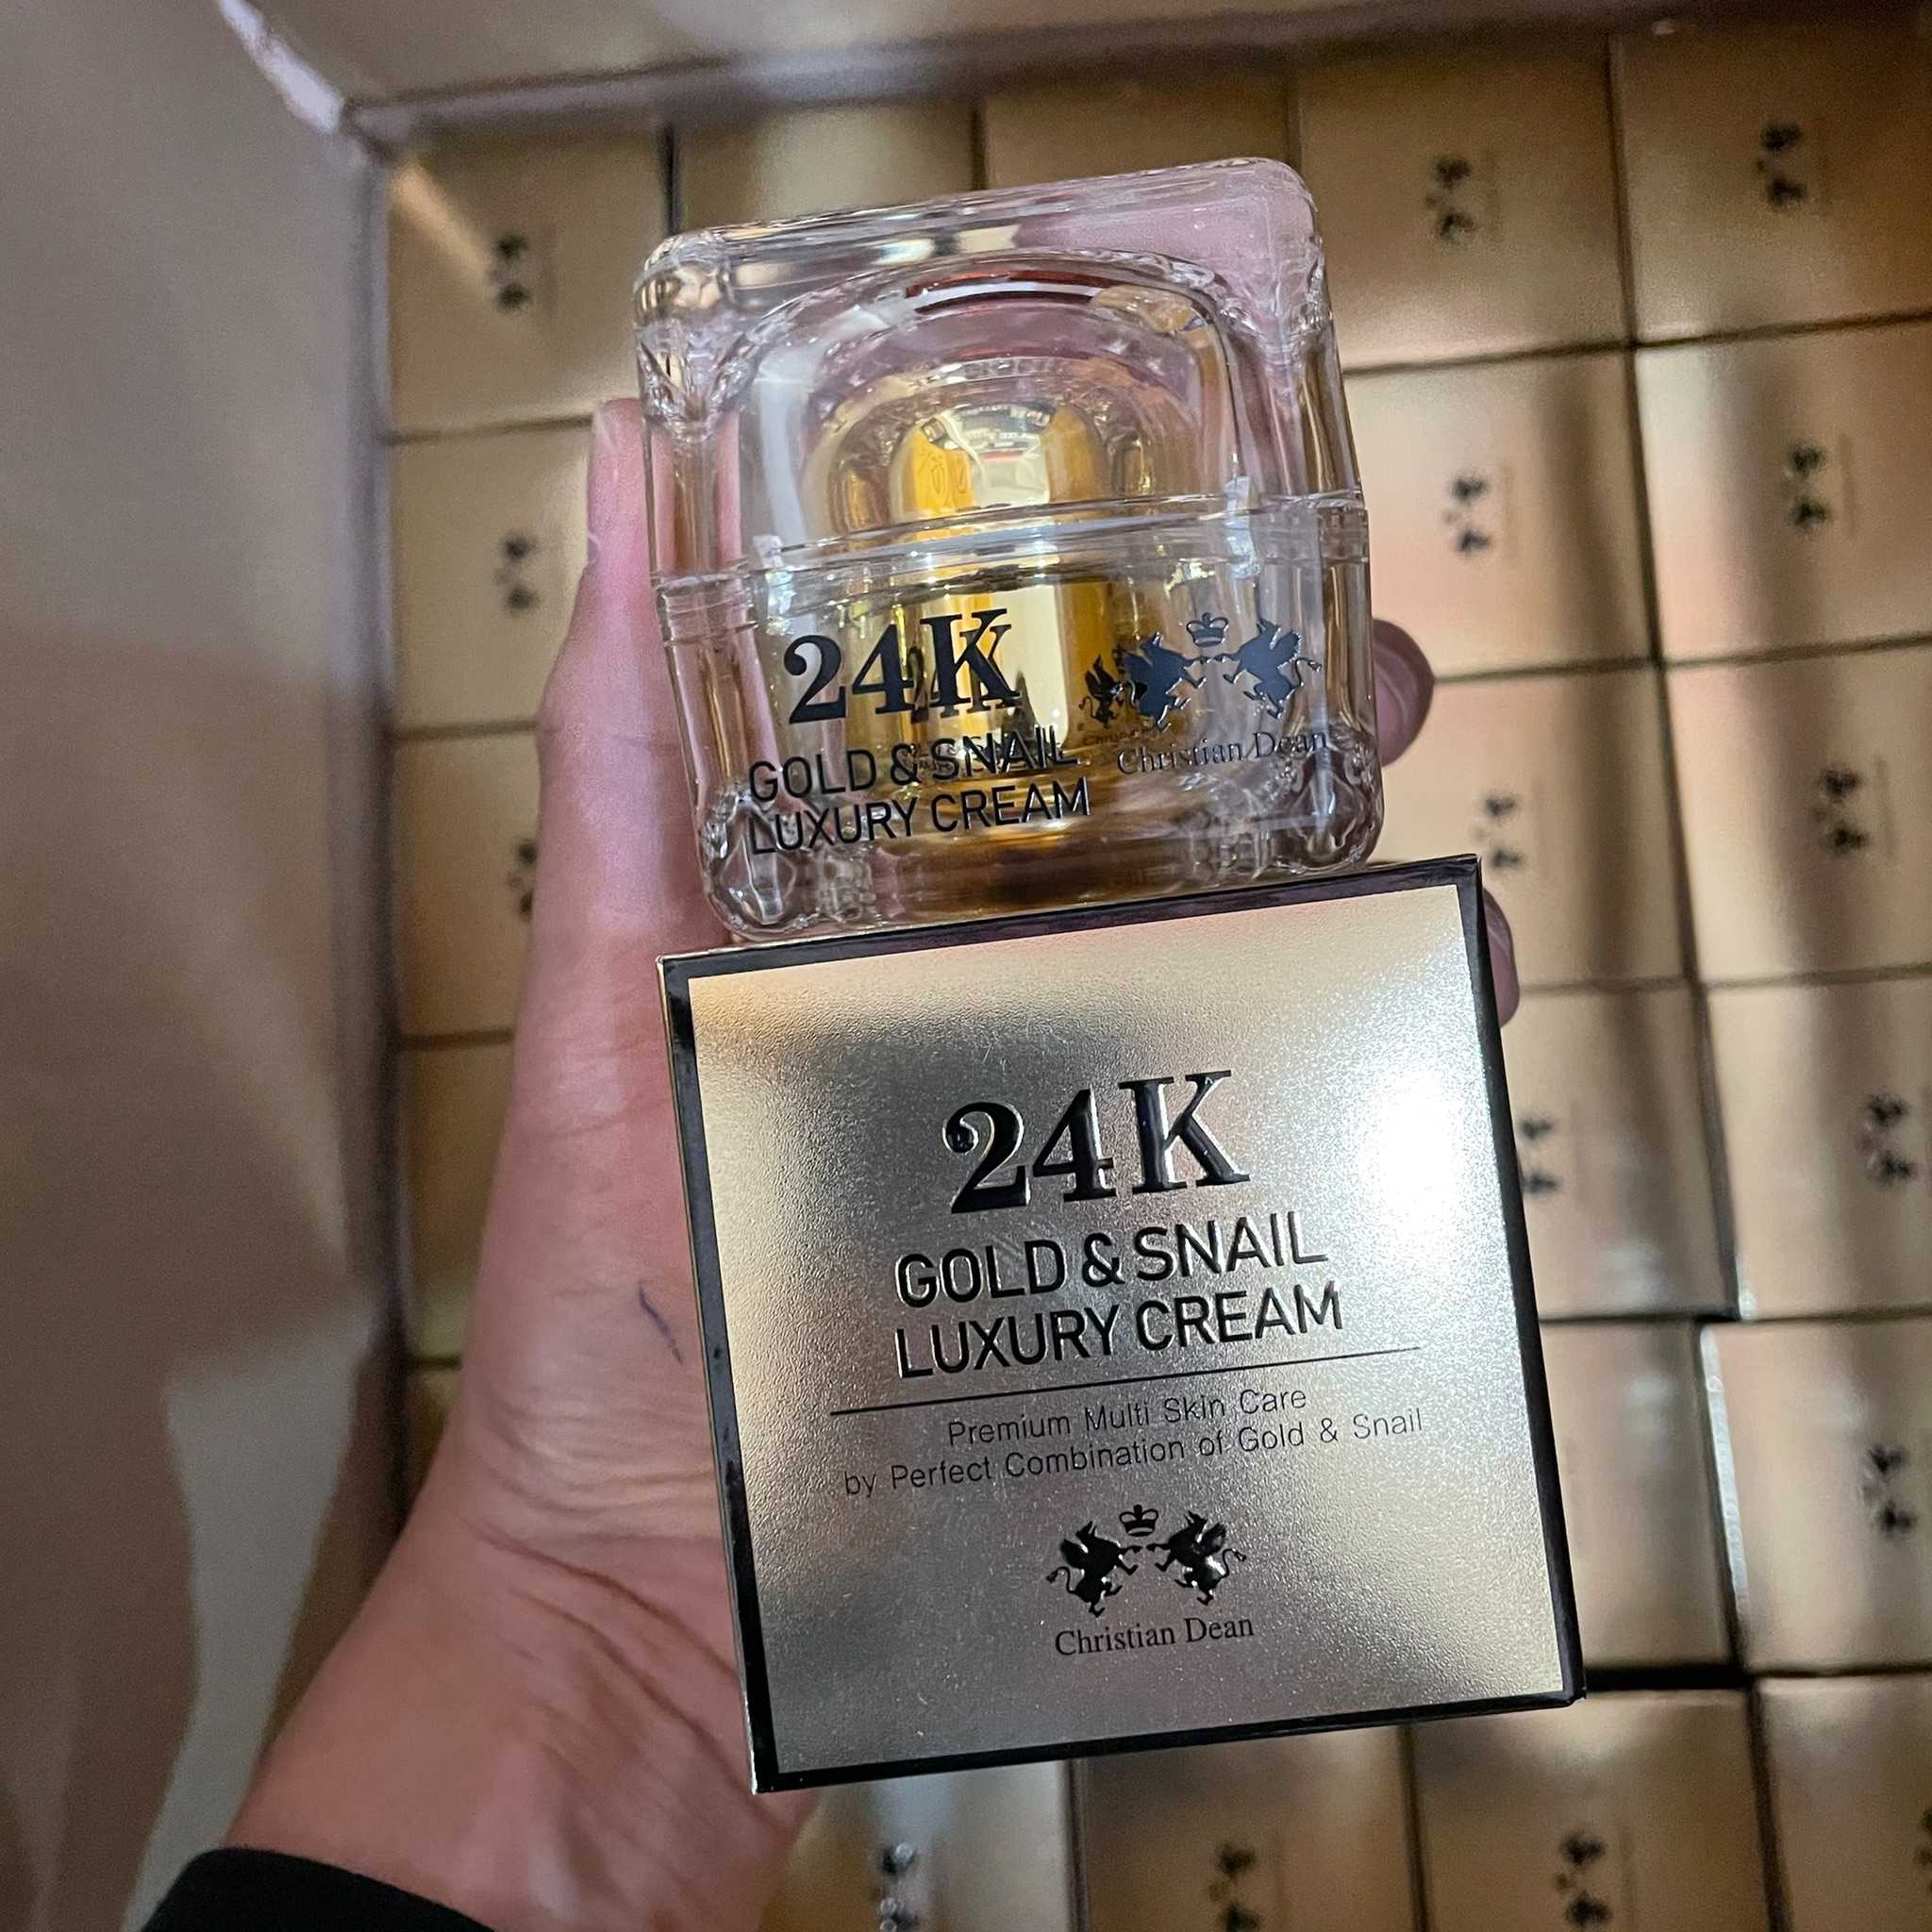 24K
GOLD & SNAIL
LUXURY CREAM
Christian Dean
24K
GOLD & SNAIL
LUXURY CREAM
Premium Multi Skin Care
by Perfect Combination of Gold & Snail
Christian Dean